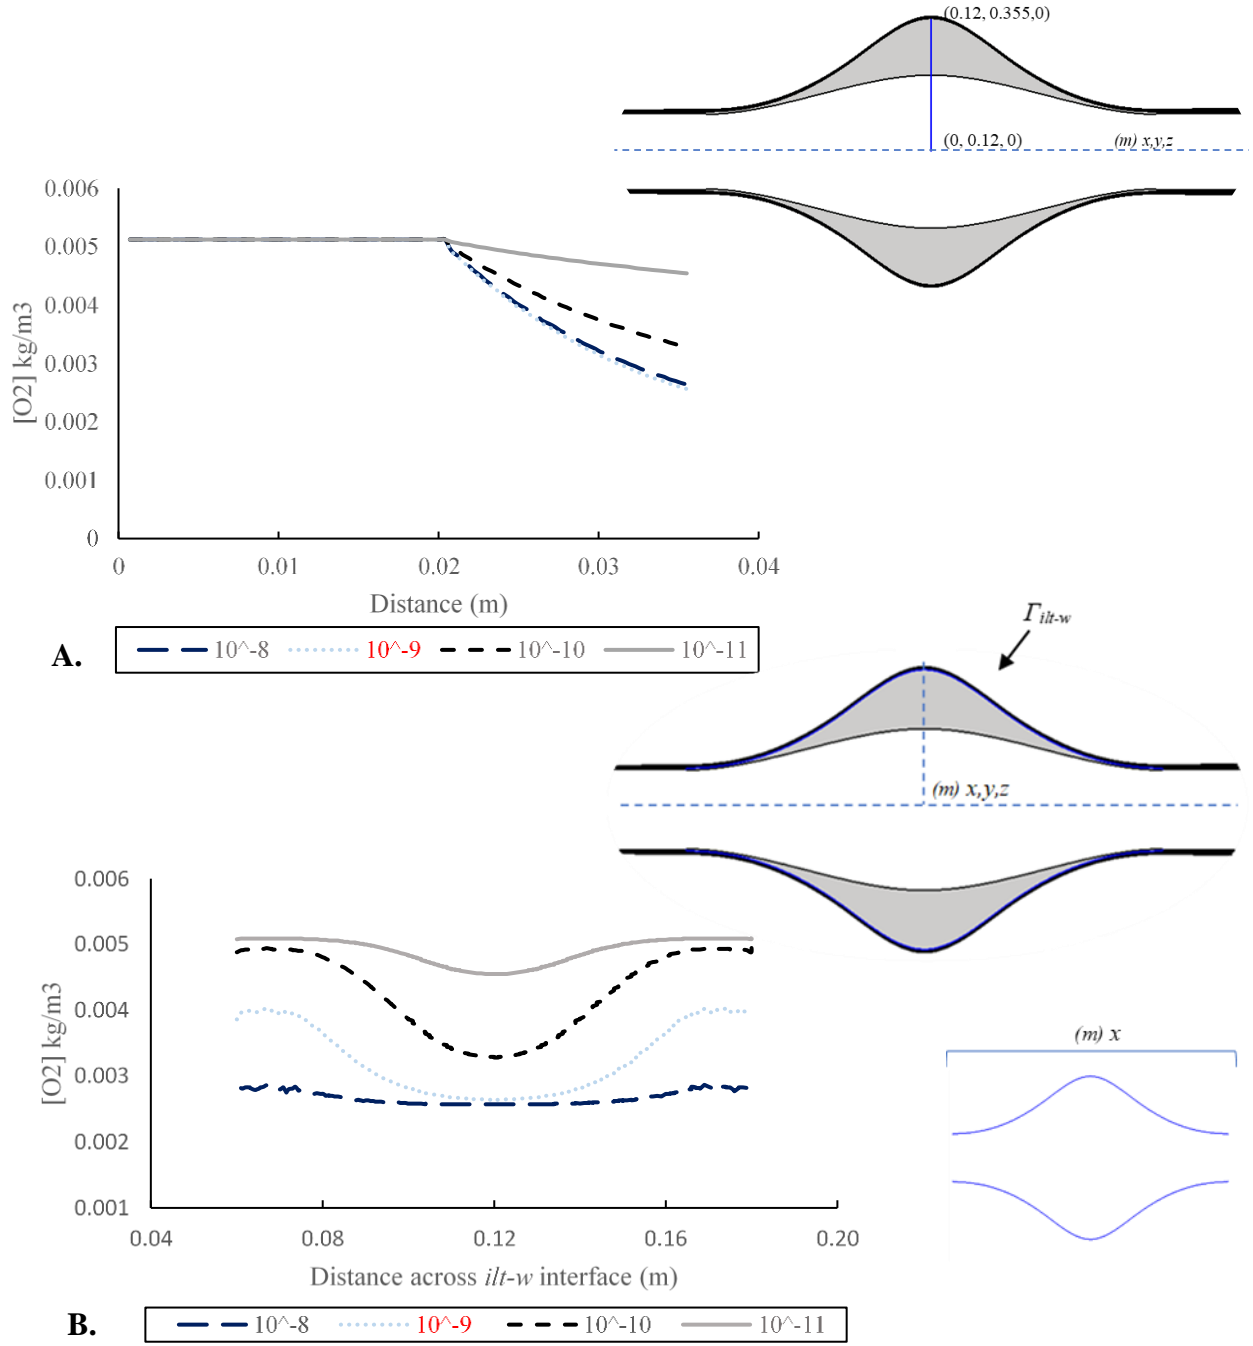 (0.12, 0.355,0)
(0, 0.12, 0)
(m) x,y,z
0.006
0.005
0.004
0.003
0.002
0.001
0
0 0.01 0.02 0.03 0.04
[O2] kg/m3
Distance (m)
A.
10^-8 10^-9 10^-10 10^-11
Γilt-w
(m) x,y,z
0.006
0.005
0.004
0.003
0.002
0.001
0.04 0.08 0.12 0.16 0.20
[O2] kg/m3
Distance across ilt-w interface (m)
(m) x
B.
10^-8 10^-9 10^-10 10^-11